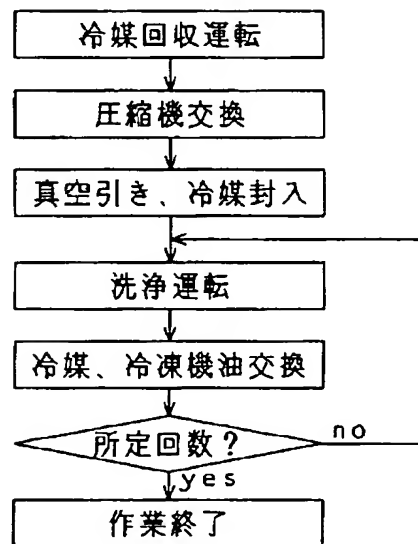 冷媒回収運転
圧縮機交換
真空引き、冷媒封入
洗浄運転
冷媒、冷凍機油交換
所定回数?
no
yes
作業終了